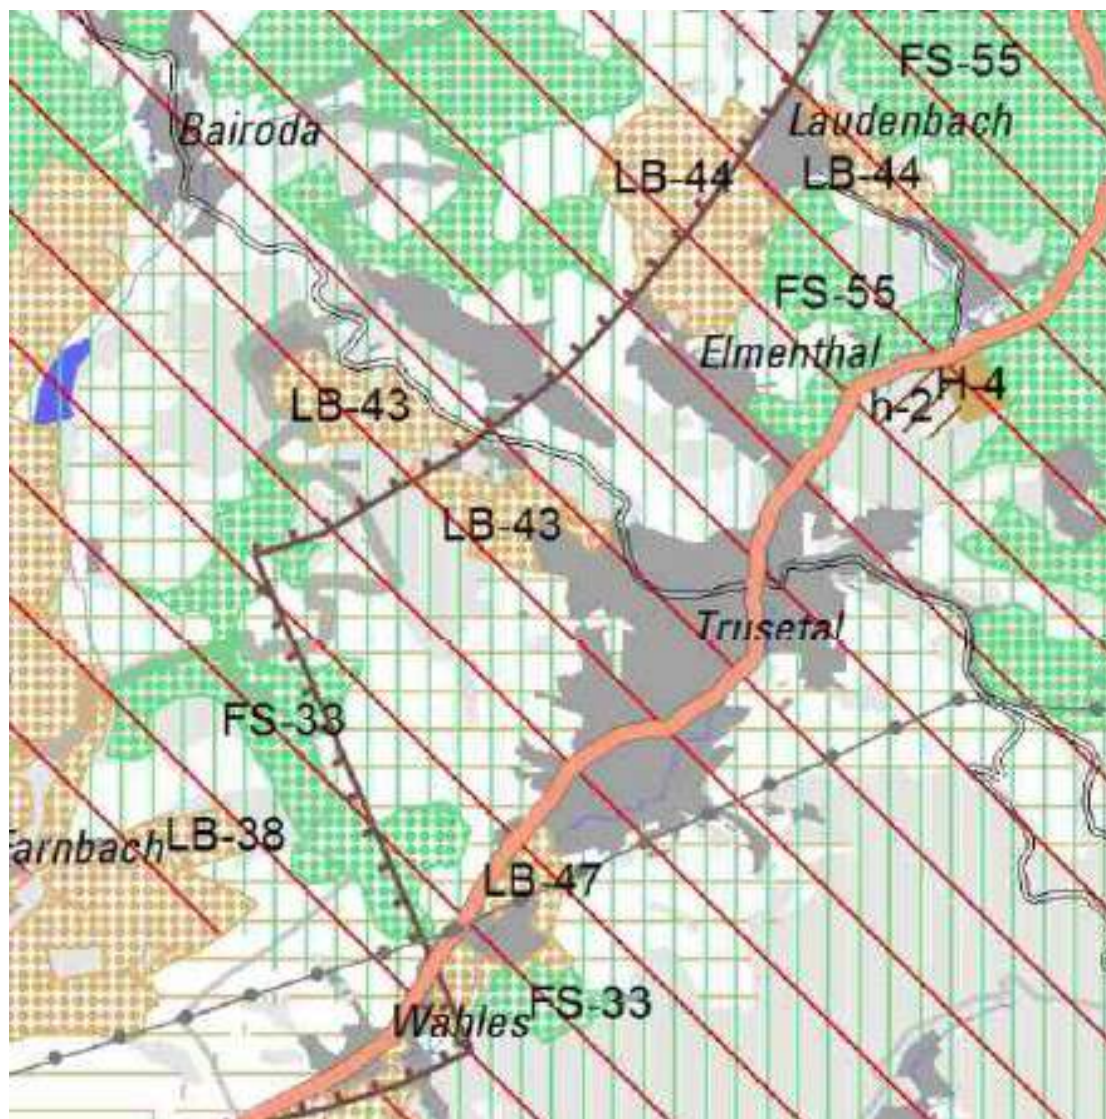 FS-55
Laudenbach
Bairoda
LB-44
LB-44
FS-55
Elmenthal
H-4
h-2
LB-43
LB-43
Trusetal
FS-33
LB-38
LB-47
FS-33
Wahles